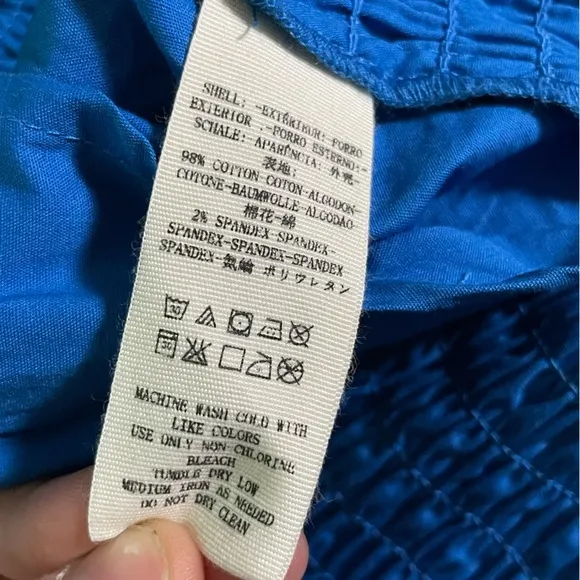 SHELL: -EXTÉRIEUR: -FORRO
EXTERIOR .-FORRO ESTERNO:-
SCHALE: APARÊNCIA: 外观
表地:
98% COTTON COTON-ALGODON-
COTONE-BAUMWOLLE-ALGODÃO
棉花-綿
2% SPANDEX-SPANDEX-
SPANDEX-SPANDEX-SPANDEX
SPANDEX-氨綸 ポリウレタン
30
MACHINE WASH COLD WITH
LIKE COLORS
USE ONLY NON-CHLORINE
BLEACH
TUMBLE DRY LOW
MEDIUM IRON AS NEEDED
DO NOT DRY CLEAN